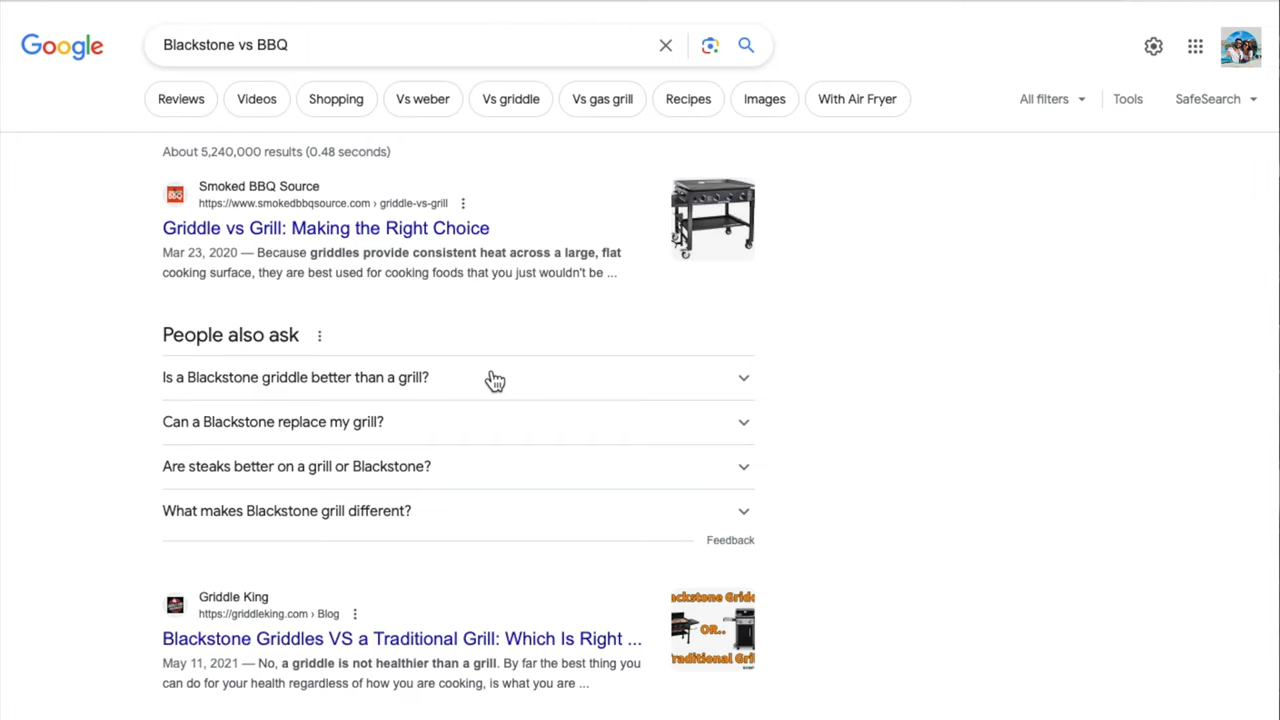 Google
Blackstone vs BBQ
Reviews
Videos
Shopping
Vs weber
Vs griddle
Vs gas grill
Recipes
Images
With Air Fryer
All filters
Tools
SafeSearch
About 5,240,000 results (0.48 seconds)
Smoked BBQ Source
https://www.smokedbbqsource.com › griddle-vs-grill
Griddle vs Grill: Making the Right Choice
Mar 23, 2020 — Because griddles provide consistent heat across a large, flat
cooking surface, they are best used for cooking foods that you just wouldn't be ...
People also ask
Is a Blackstone griddle better than a grill?
Can a Blackstone replace my grill?
Are steaks better on a grill or Blackstone?
What makes Blackstone grill different?
Feedback
Griddle King
https://griddleking.com › Blog
Blackstone Griddles VS a Traditional Grill: Which Is Right ...
May 11, 2021 — No, a griddle is not healthier than a grill. By far the best thing you
can do for your health regardless of how you are cooking, is what you are ...
ackstone Gridd
OR..
raditional Gri